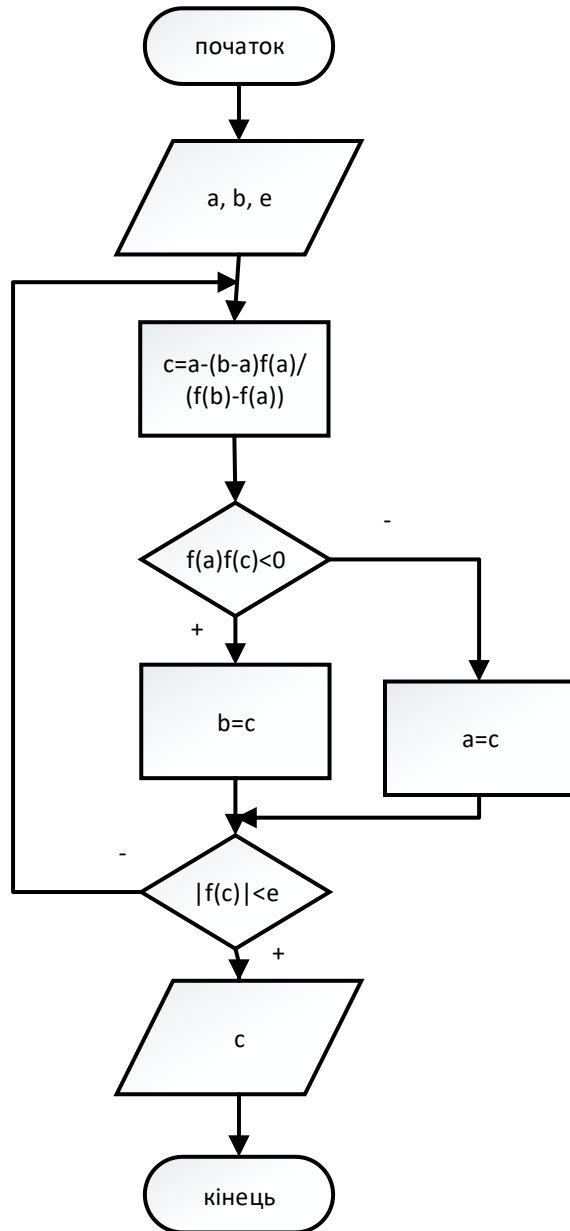 початок
a, b, e
c=a-(b-a)f(a)/
(f(b)-f(a))
-
f(a)f(c)<0
+
b=c
a=c
-
|f(c)|<e
+
c
кінець